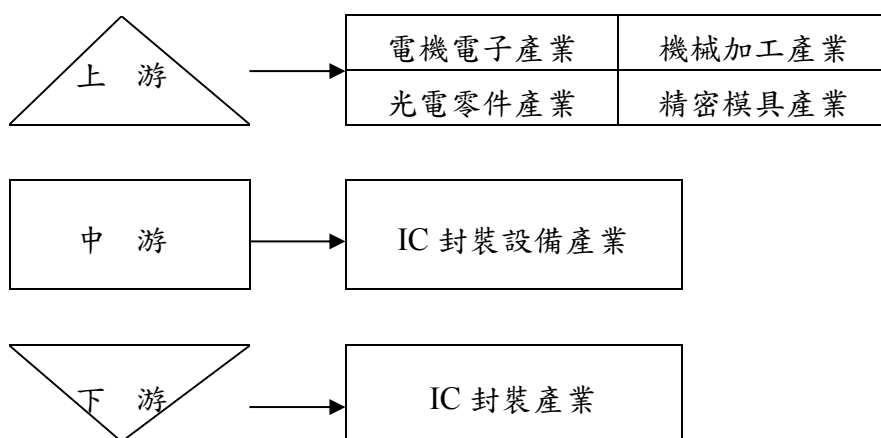 上 游
電機電子產業 機械加工產業
光電零件產業 精密模具產業
中 游
IC 封裝設備產業
下 游
IC 封裝產業